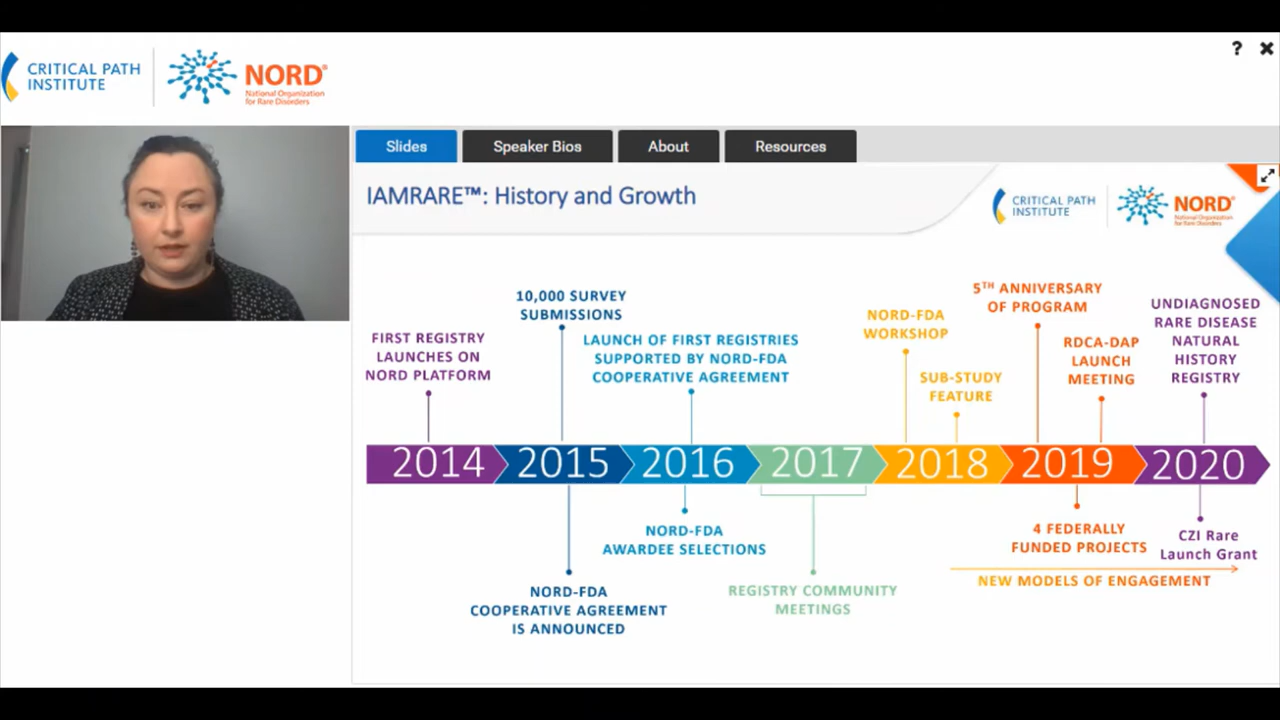 ? ✖
CRITICAL PATH
INSTITUTE
NORD®
National Organization
for Rare Disorders
Slides
Speaker Bios
About
Resources
IAMRARE™: History and Growth
CRITICAL PATH
INSTITUTE
NORD®
National Organization
for Rare Disorders
FIRST REGISTRY
LAUNCHES ON
NORD PLATFORM
10,000 SURVEY
SUBMISSIONS
LAUNCH OF FIRST REGISTRIES
SUPPORTED BY NORD-FDA
COOPERATIVE AGREEMENT
NORD-FDA
WORKSHOP
SUB-STUDY
FEATURE
5TH ANNIVERSARY
OF PROGRAM
RDCA-DAP
LAUNCH
MEETING
UNDIAGNOSED
RARE DISEASE
NATURAL
HISTORY
REGISTRY
2014
2015
2016
2017
2018
2019
2020
NORD-FDA
COOPERATIVE AGREEMENT
IS ANNOUNCED
NORD-FDA
AWARDEE SELECTIONS
REGISTRY COMMUNITY
MEETINGS
4 FEDERALLY
FUNDED PROJECTS
CZI Rare
Launch Grant
NEW MODELS OF ENGAGEMENT